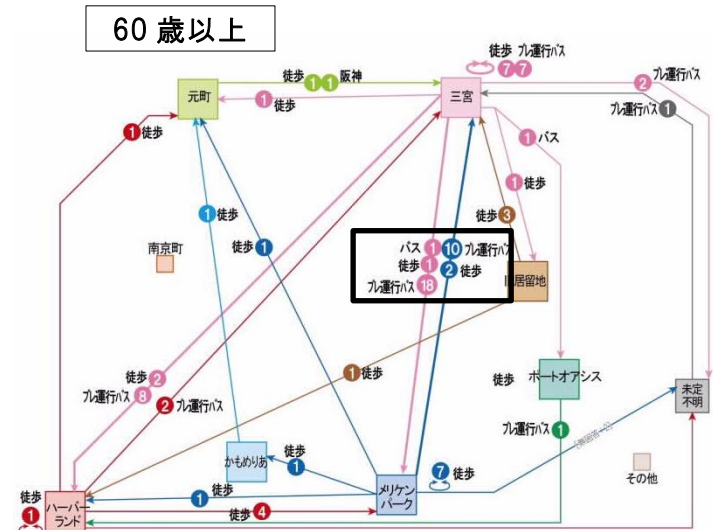 60 歳以上
徒歩 プレ運行バス
7 7
2 プレ運行バス
徒歩 1 1 阪神
元町
三宮
1 徒歩
プレ運行バス 1
1 徒歩
1 バス
1 徒歩
1 徒歩
徒歩 3
南京町
徒歩 1
バス 1 10 プレ運行バス
徒歩 1 2 徒歩
プレ運行バス 18
居留地
徒歩 2
プレ運行バス 8
1 徒歩
2 プレ運行バス
徒歩
ポートオアシス
未定
不明
プレ運行バス 1
かもめりあ
徒歩
1
メリケン
パーク
7 徒歩
その他
徒歩
1
ハーバー
ランド
1 徒歩
徒歩 4